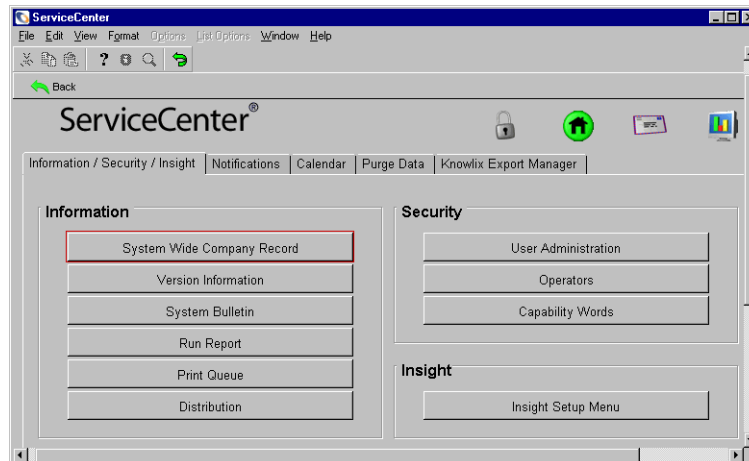 ServiceCenter
File Edit View Format Options List Options Window Help
?
Back
ServiceCenter®
Information / Security / Insight Notifications Calendar Purge Data Knowlix Export Manager
Information
System Wide Company Record
Version Information
System Bulletin
Run Report
Print Queue
Distribution
Security
User Administration
Operators
Capability Words
Insight
Insight Setup Menu